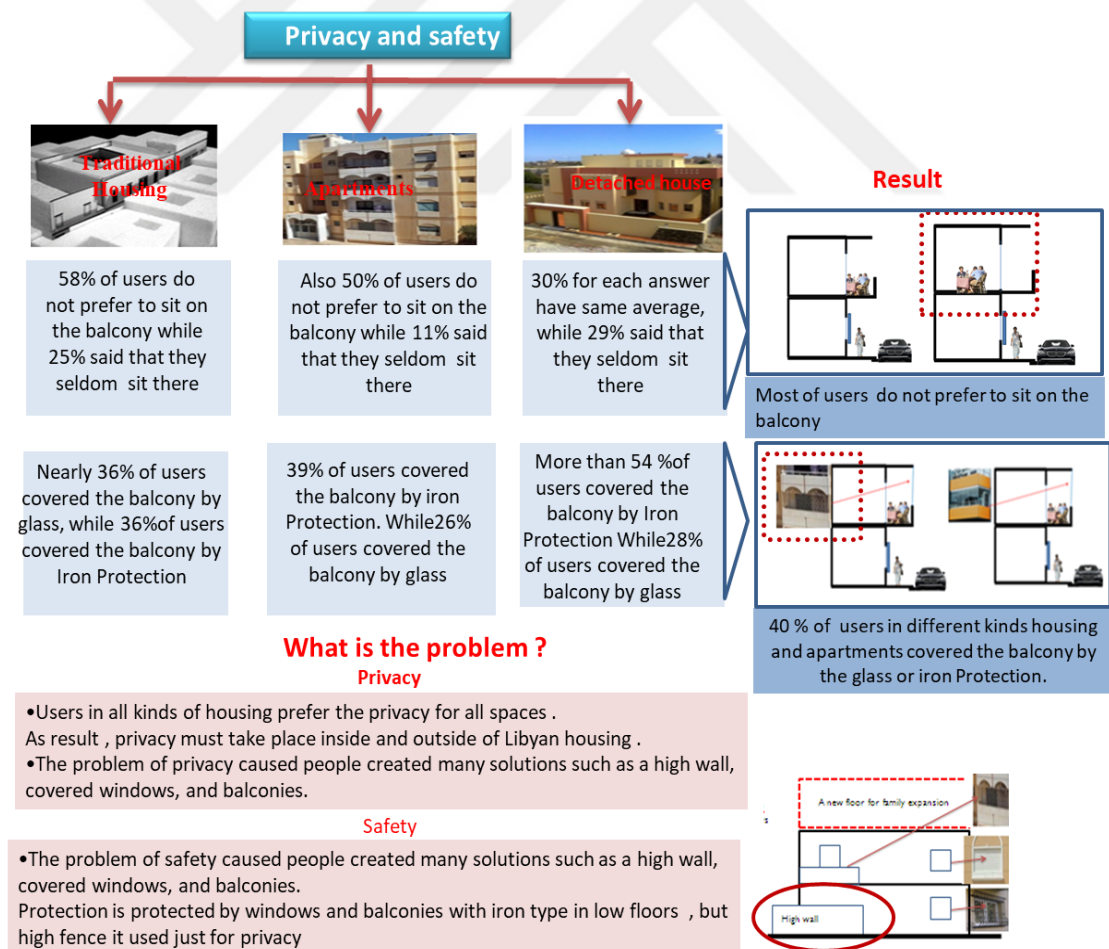 Privacy and safety
Traditional
Housing
Apartments
Detached house
Result
58% of users do
not prefer to sit on
the balcony while
25% said that they
seldom sit there
Also 50% of users do
not prefer to sit on the
balcony while 11% said
that they seldom sit
there
30% for each answer
have same average,
while 29% said that
they seldom sit
there
Most of users do not prefer to sit on the
balcony
Nearly 36% of users
covered the balcony by
glass, while 36%of users
covered the balcony by
Iron Protection
39% of users covered
the balcony by iron
Protection. While26%
of users covered the
balcony by glass
More than 54 %of
users covered the
balcony by Iron
Protection While28%
of users covered the
balcony by glass
40 % of users in different kinds housing
and apartments covered the balcony by
the glass or iron Protection.
What is the problem ?
Privacy
•Users in all kinds of housing prefer the privacy for all spaces .
As result , privacy must take place inside and outside of Libyan housing .
•The problem of privacy caused people created many solutions such as a high wall,
covered windows, and balconies.
Safety
•The problem of safety caused people created many solutions such as a high wall,
covered windows, and balconies.
Protection is protected by windows and balconies with iron type in low floors , but
high fence it used just for privacy
A new floor for family expansion
High wall